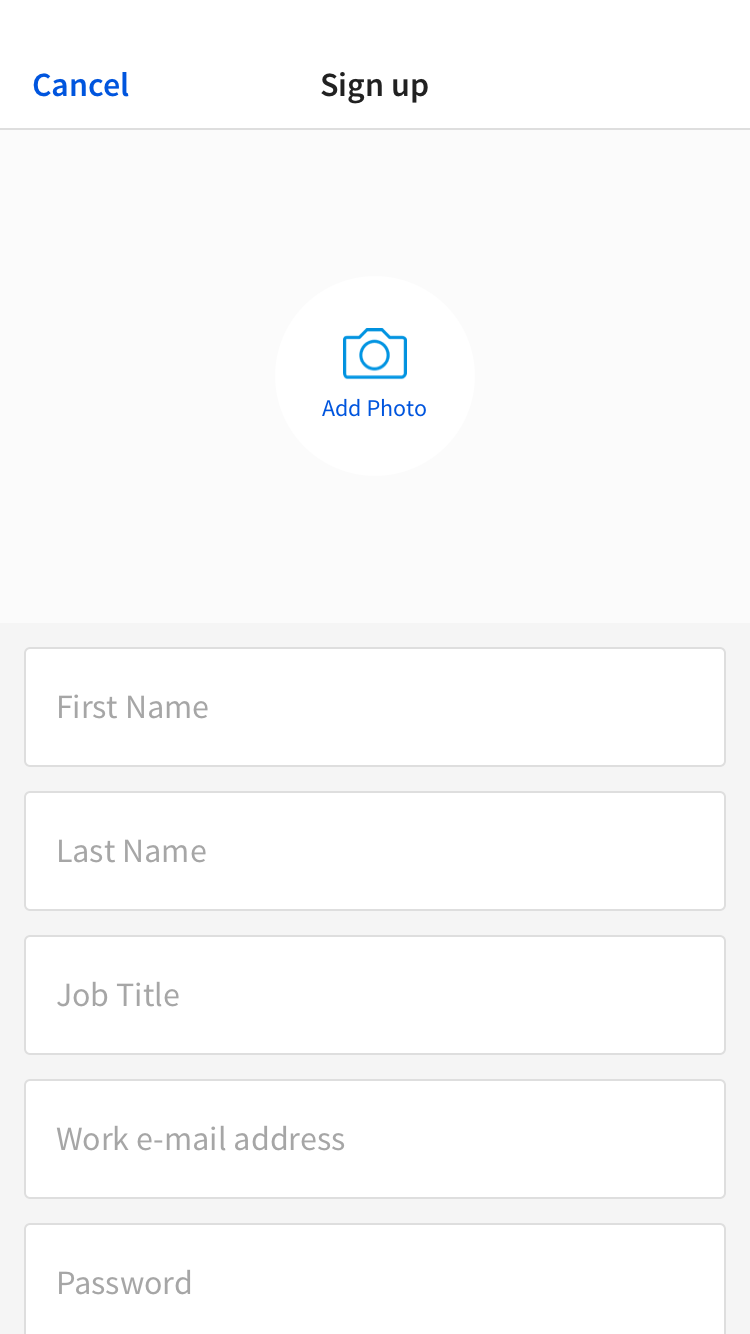 Cancel
Sign up
Add Photo
First Name
Last Name
Job Title
Work e-mail address
Password